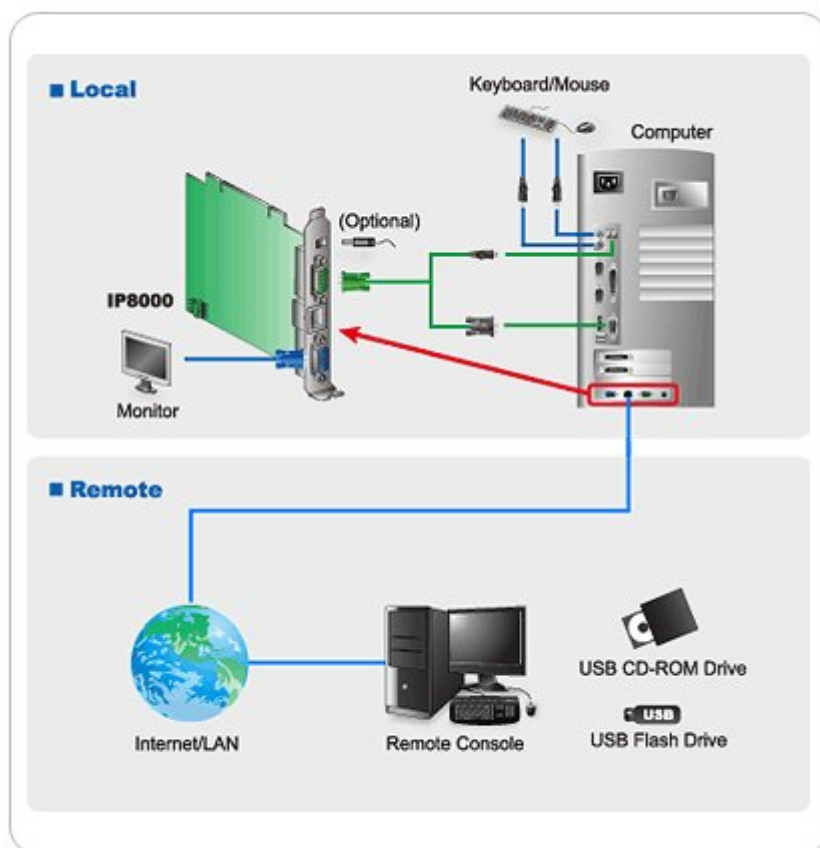 Local
Keyboard/Mouse
Computer
(Optional)
IP8000
Monitor
Remote
Internet/LAN
Remote Console
USB CD-ROM Drive
USB
USB Flash Drive